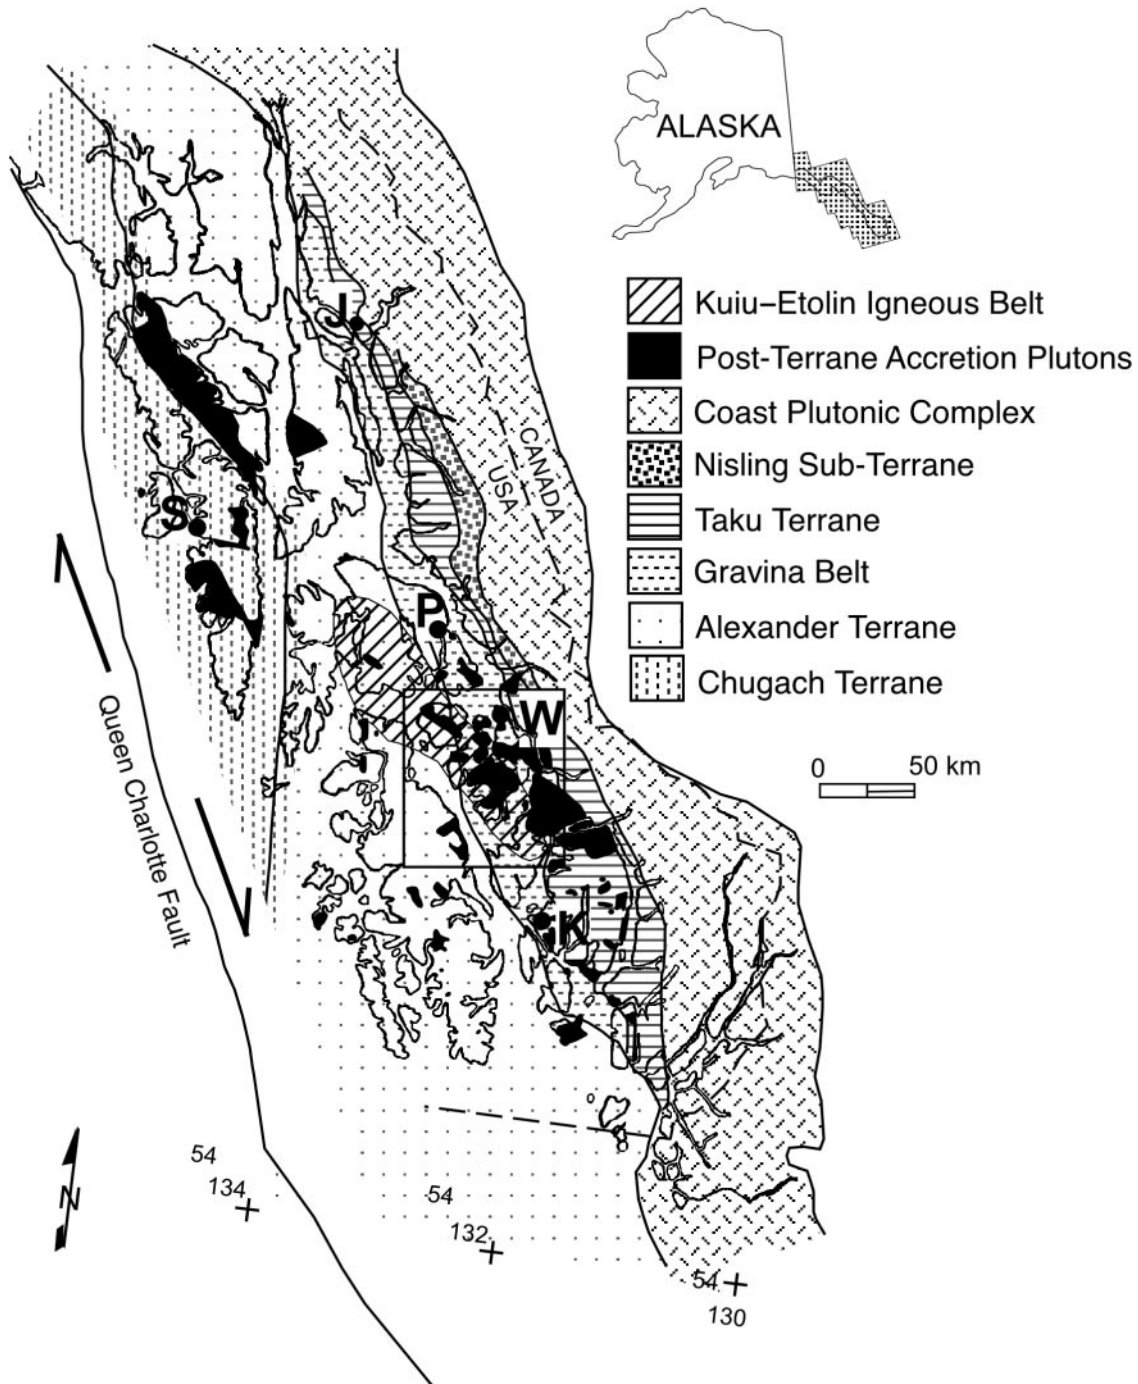 ALASKA
Kuiu–Etolin Igneous Belt
Post-Terrane Accretion Plutons
Coast Plutonic Complex
Nisling Sub-Terrane
Taku Terrane
Gravina Belt
Alexander Terrane
Chugach Terrane
0 50 km
J
CANADA
USA
S
P
W
K
Queen Charlotte Fault
N
54
134
54
132
54
130